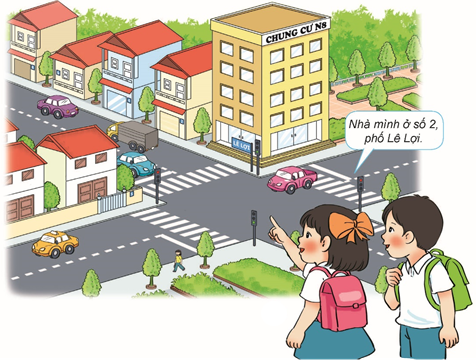 CHUNG CƯ N8
LÊ LỢI
Nhà mình ở số 2,
phố Lê Lợi.